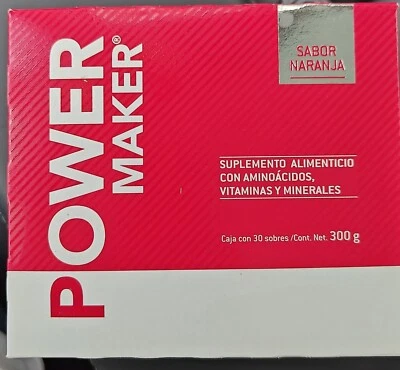 POWER
MAKER®
SABOR
NARANJA
SUPLEMENTO ALIMENTICIO
CON AMINOÁCIDOS,
VITAMINAS Y MINERALES
Caja con 30 sobres /Cont. Net. 300 g